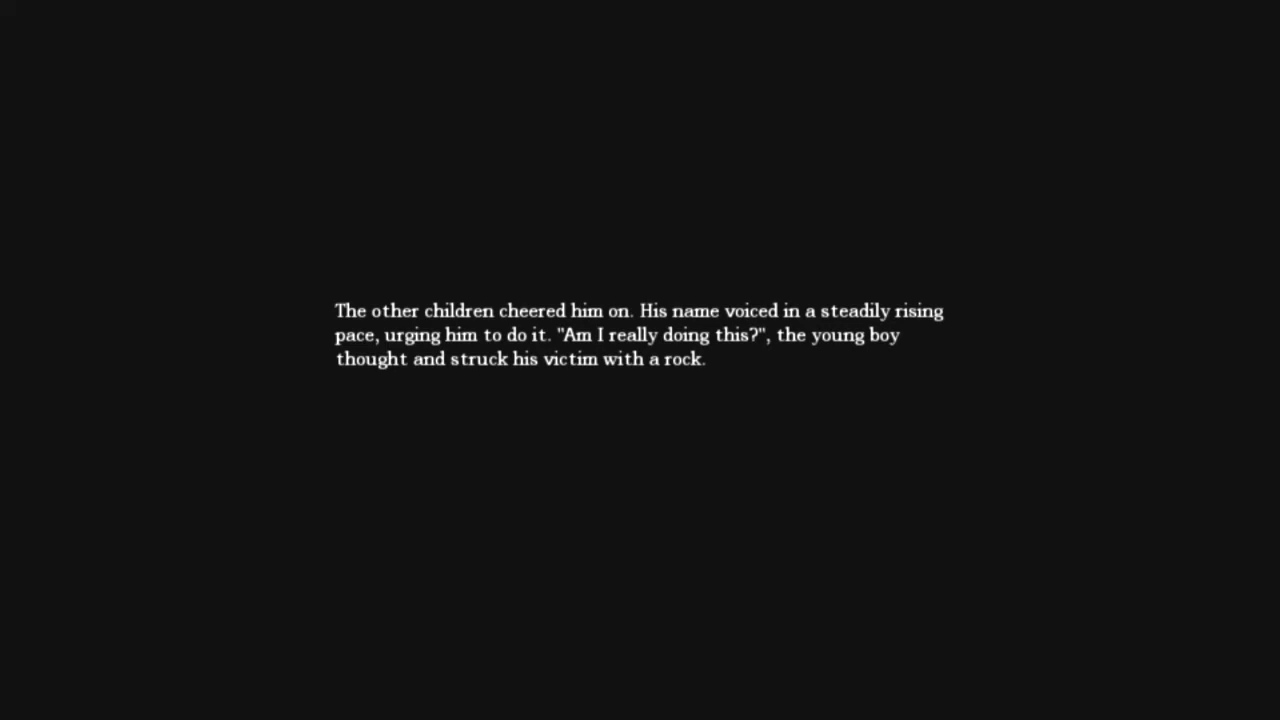 The other children cheered him on. His name voiced in a steadily rising
pace, urging him to do it. "Am I really doing this?", the young boy
thought and struck his victim with a rock.